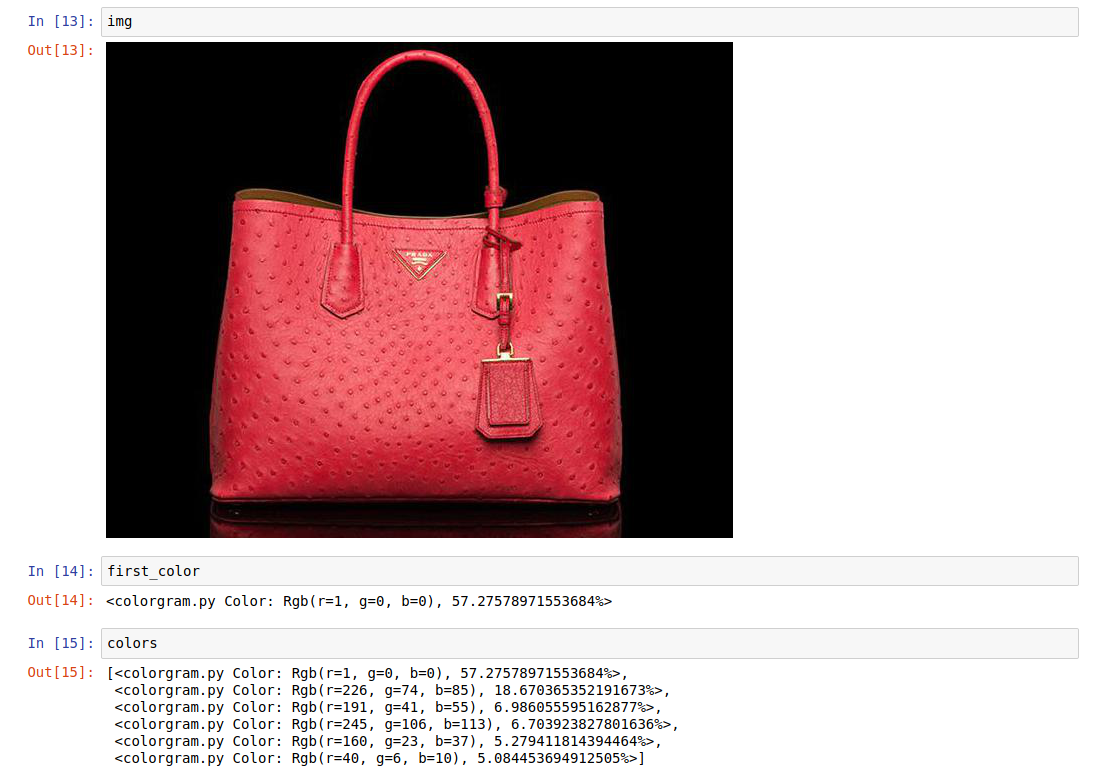 In [13]: img
Out[13]:
PRADA
In [14]: first_color
Out[14]: <colorgram.py Color: Rgb(r=1, g=0, b=0), 57.27578971553684%>
In [15]: colors
Out[15]: [<colorgram.py Color: Rgb(r=1, g=0, b=0), 57.27578971553684%>,
<colorgram.py Color: Rgb(r=226, g=74, b=85), 18.670365352191673%>,
<colorgram.py Color: Rgb(r=191, g=41, b=55), 6.986055595162877%>,
<colorgram.py Color: Rgb(r=245, g=106, b=113), 6.703923827801636%>,
<colorgram.py Color: Rgb(r=160, g=23, b=37), 5.279411814394464%>,
<colorgram.py Color: Rgb(r=40, g=6, b=10), 5.084453694912505%>]